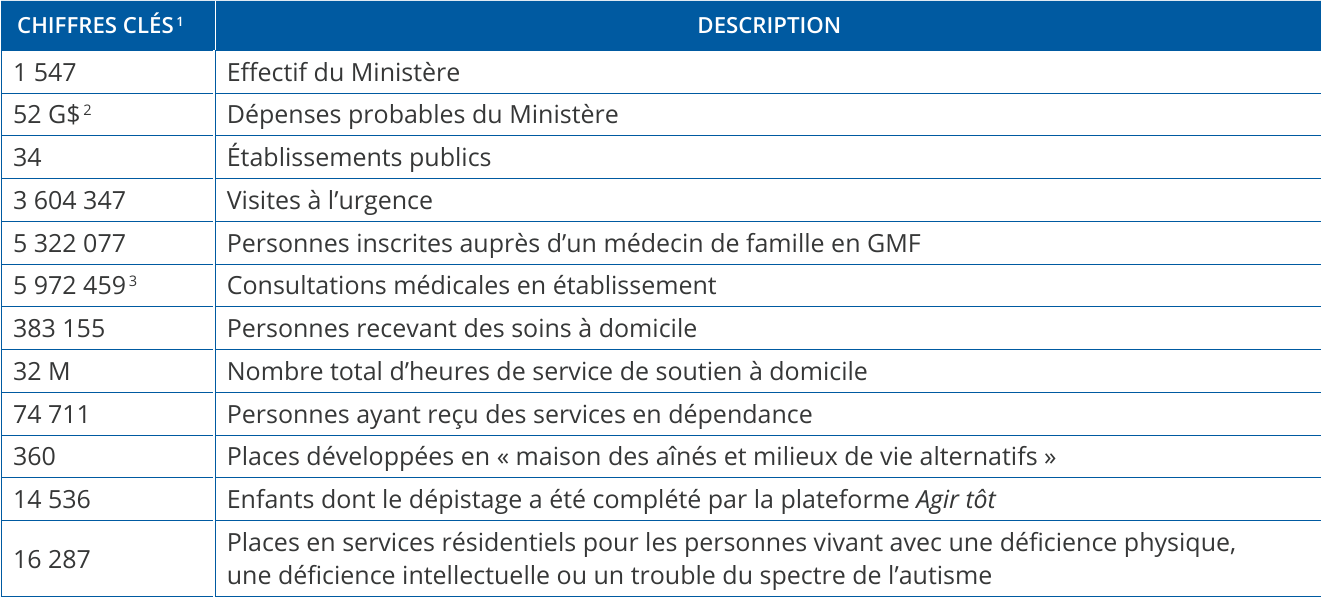 CHIFFRES CLÉS¹ DESCRIPTION
1 547 Effectif du Ministère
52 G$² Dépenses probables du Ministère
34 Établissements publics
3 604 347 Visites à l’urgence
5 322 077 Personnes inscrites auprès d’un médecin de famille en GMF
5 972 459³ Consultations médicales en établissement
383 155 Personnes recevant des soins à domicile
32 M Nombre total d’heures de service de soutien à domicile
74 711 Personnes ayant reçu des services en dépendance
360 Places développées en « maison des aînés et milieux de vie alternatifs »
14 536 Enfants dont le dépistage a été complété par la plateforme Agir tôt
16 287 Places en services résidentiels pour les personnes vivant avec une déficience physique,
une déficience intellectuelle ou un trouble du spectre de l’autisme